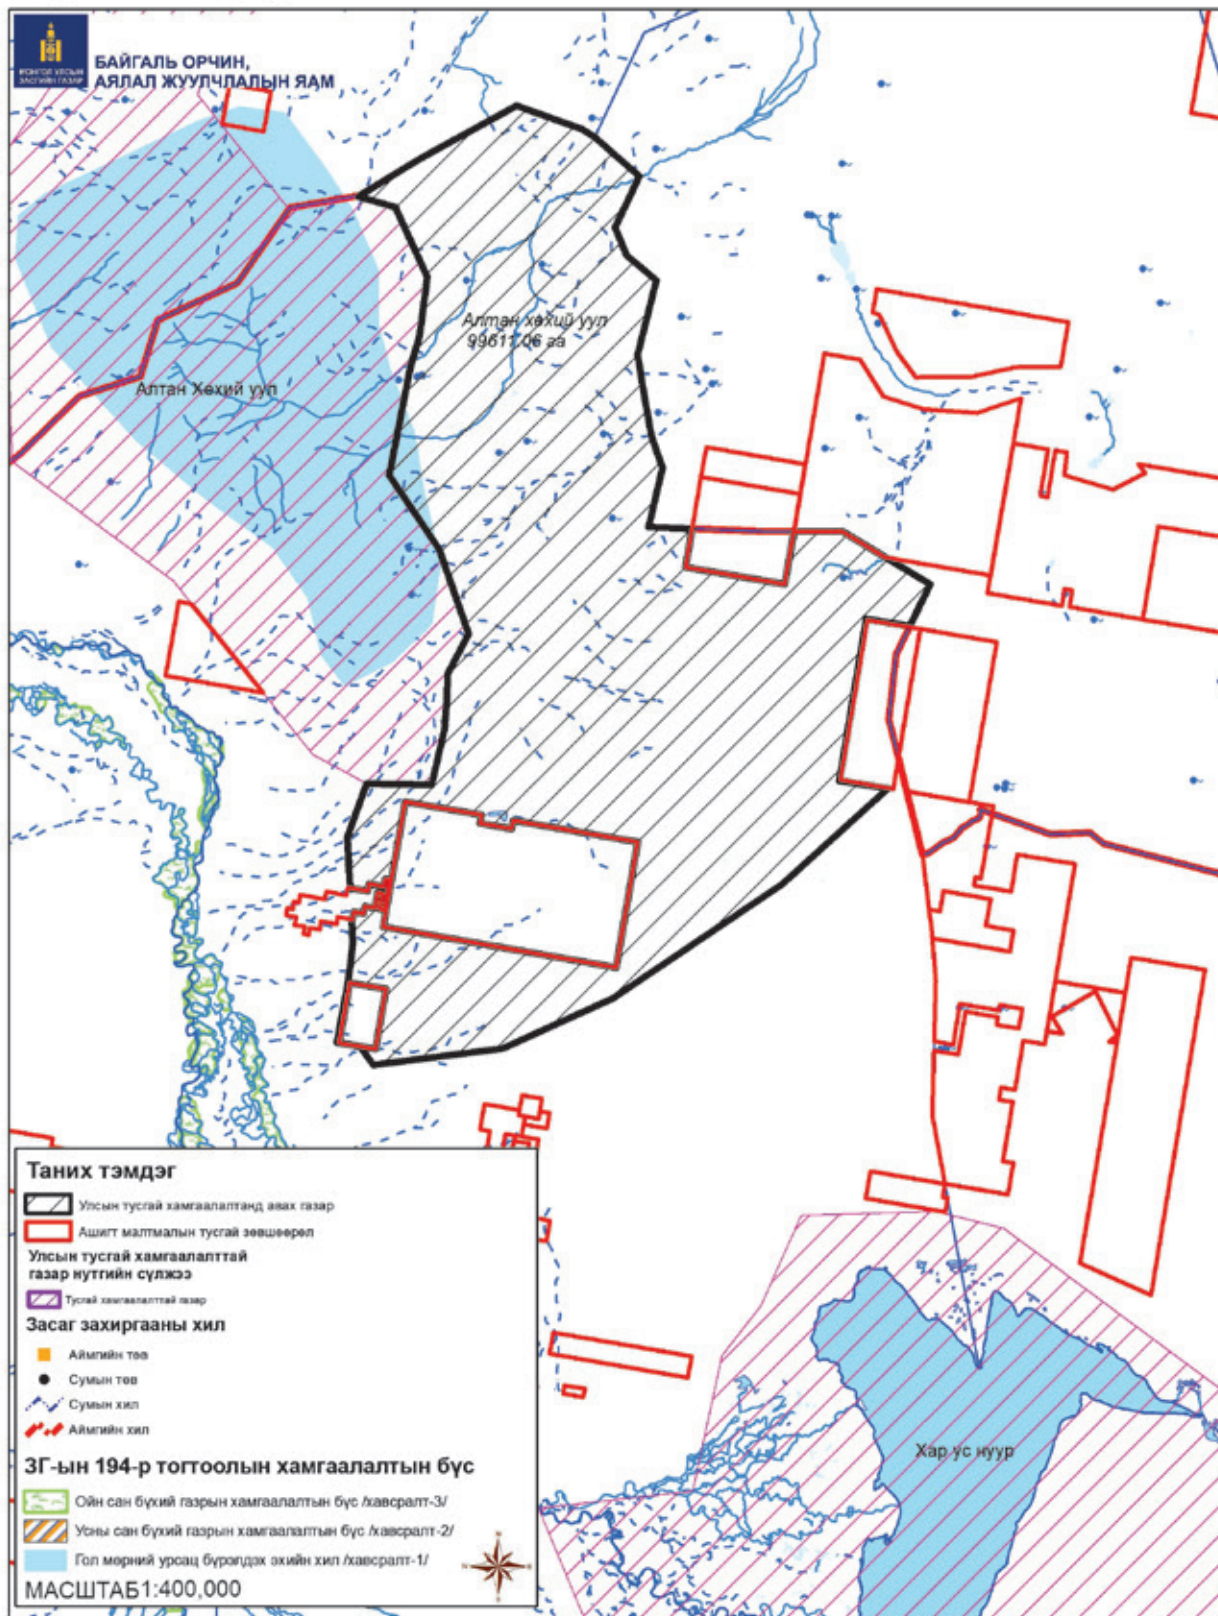 МОНГОЛ УЛСЫН
ЗАСГИЙН ГАЗАР
БАЙГАЛЬ ОРЧИН,
АЯЛАЛ ЖУУЛЧЛАЛЫН ЯАМ
Алтан хөхий уул
99611.06 га
Алтан Хөхий уул
Хар ус нуур
Таних тэмдэг
Улсын тусгай хамгаалалтанд авах газар
Ашигт малтмалын тусгай зөвшөөрөл
Улсын тусгай хамгаалалттай
газар нутгийн сүлжээ
Тусгай хамгаалалттай газар
Засаг захиргааны хил
Аймгийн төв
Сумын төв
Сумын хил
Аймгийн хил
ЗГ-ын 194-р тогтоолын хамгаалалтын бүс
Ойн сан бүхий газрын хамгаалалтын бүс /хавсралт-3/
Усны сан бүхий газрын хамгаалалтын бүс /хавсралт-2/
Гол мөрний урсац бүрэлдэх эхийн хил /хавсралт-1/
МАСШТАБ1:400,000